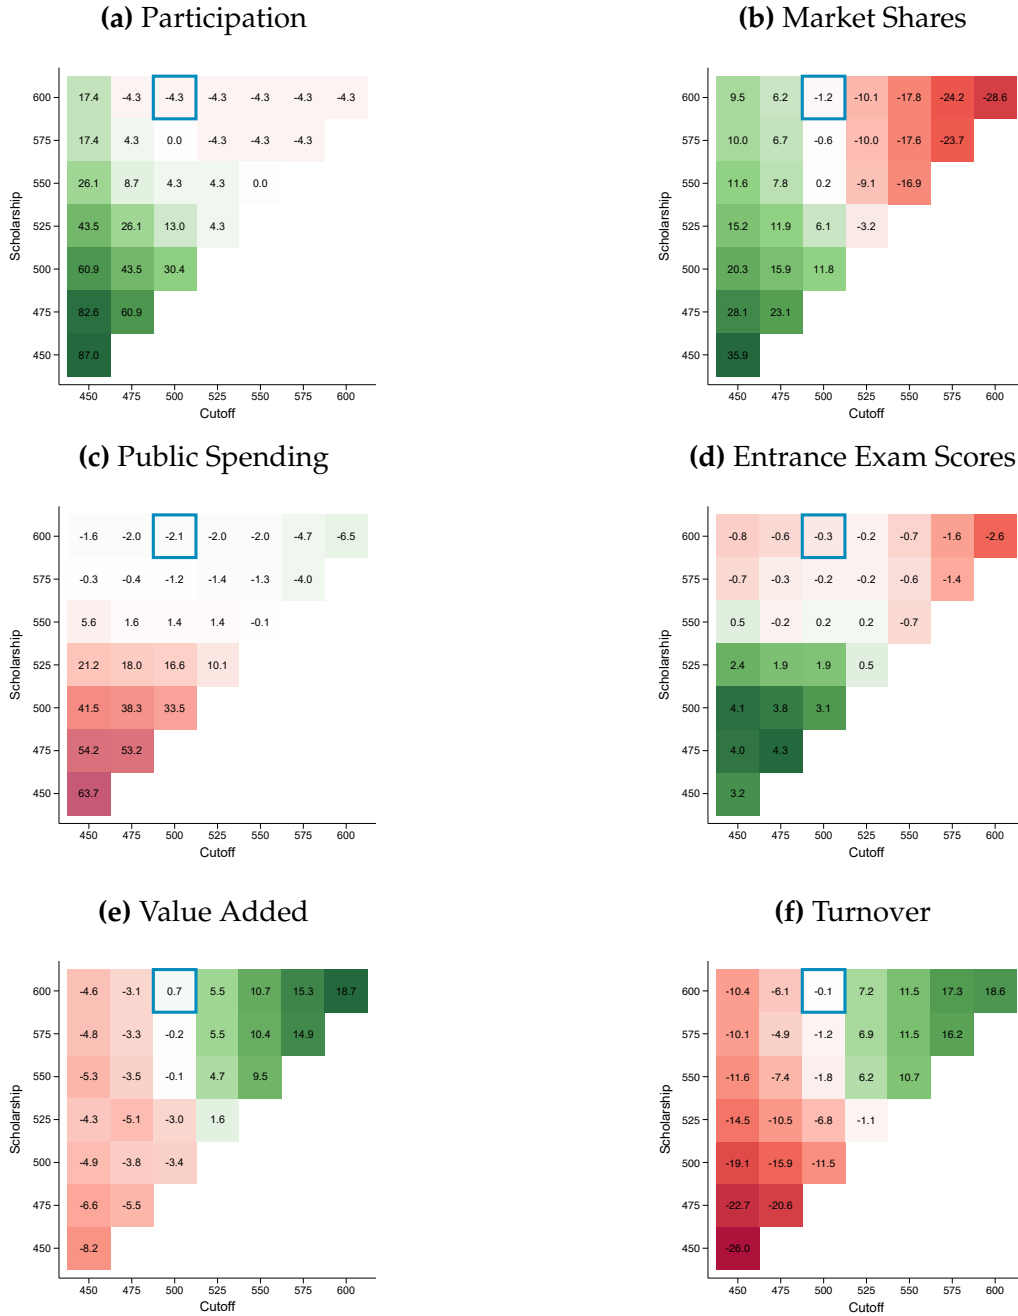 (a) Participation
600 17.4 -4.3 -4.3 -4.3 -4.3 -4.3 -4.3
575 17.4 4.3 0.0 -4.3 -4.3 -4.3
550 26.1 8.7 4.3 4.3 0.0
525 43.5 26.1 13.0 4.3
500 60.9 43.5 30.4
475 82.6 60.9
450 87.0
Scholarship
450 475 500 525 550 575 600
Cutoff
(b) Market Shares
600 9.5 6.2 -1.2 -10.1 -17.8 -24.2 -28.6
575 10.0 6.7 -0.6 -10.0 -17.6 -23.7
550 11.6 7.8 0.2 -9.1 -16.9
525 15.2 11.9 6.1 -3.2
500 20.3 15.9 11.8
475 28.1 23.1
450 35.9
Scholarship
450 475 500 525 550 575 600
Cutoff
(c) Public Spending
600 -1.6 -2.0 -2.1 -2.0 -2.0 -4.7 -6.5
575 -0.3 -0.4 -1.2 -1.4 -1.3 -4.0
550 5.6 1.6 1.4 1.4 -0.1
525 21.2 18.0 16.6 10.1
500 41.5 38.3 33.5
475 54.2 53.2
450 63.7
Scholarship
450 475 500 525 550 575 600
Cutoff
(d) Entrance Exam Scores
600 -0.8 -0.6 -0.3 -0.2 -0.7 -1.6 -2.6
575 -0.7 -0.3 -0.2 -0.2 -0.6 -1.4
550 0.5 -0.2 0.2 0.2 -0.7
525 2.4 1.9 1.9 0.5
500 4.1 3.8 3.1
475 4.0 4.3
450 3.2
Scholarship
450 475 500 525 550 575 600
Cutoff
(e) Value Added
600 -4.6 -3.1 0.7 5.5 10.7 15.3 18.7
575 -4.8 -3.3 -0.2 5.5 10.4 14.9
550 -5.3 -3.5 -0.1 4.7 9.5
525 -4.3 -5.1 -3.0 1.6
500 -4.9 -3.8 -3.4
475 -6.6 -5.5
450 -8.2
Scholarship
450 475 500 525 550 575 600
Cutoff
(f) Turnover
600 -10.4 -6.1 -0.1 7.2 11.5 17.3 18.6
575 -10.1 -4.9 -1.2 6.9 11.5 16.2
550 -11.6 -7.4 -1.8 6.2 10.7
525 -14.5 -10.5 -6.8 -1.1
500 -19.1 -15.9 -11.5
475 -22.7 -20.6
450 -26.0
Scholarship
450 475 500 525 550 575 600
Cutoff